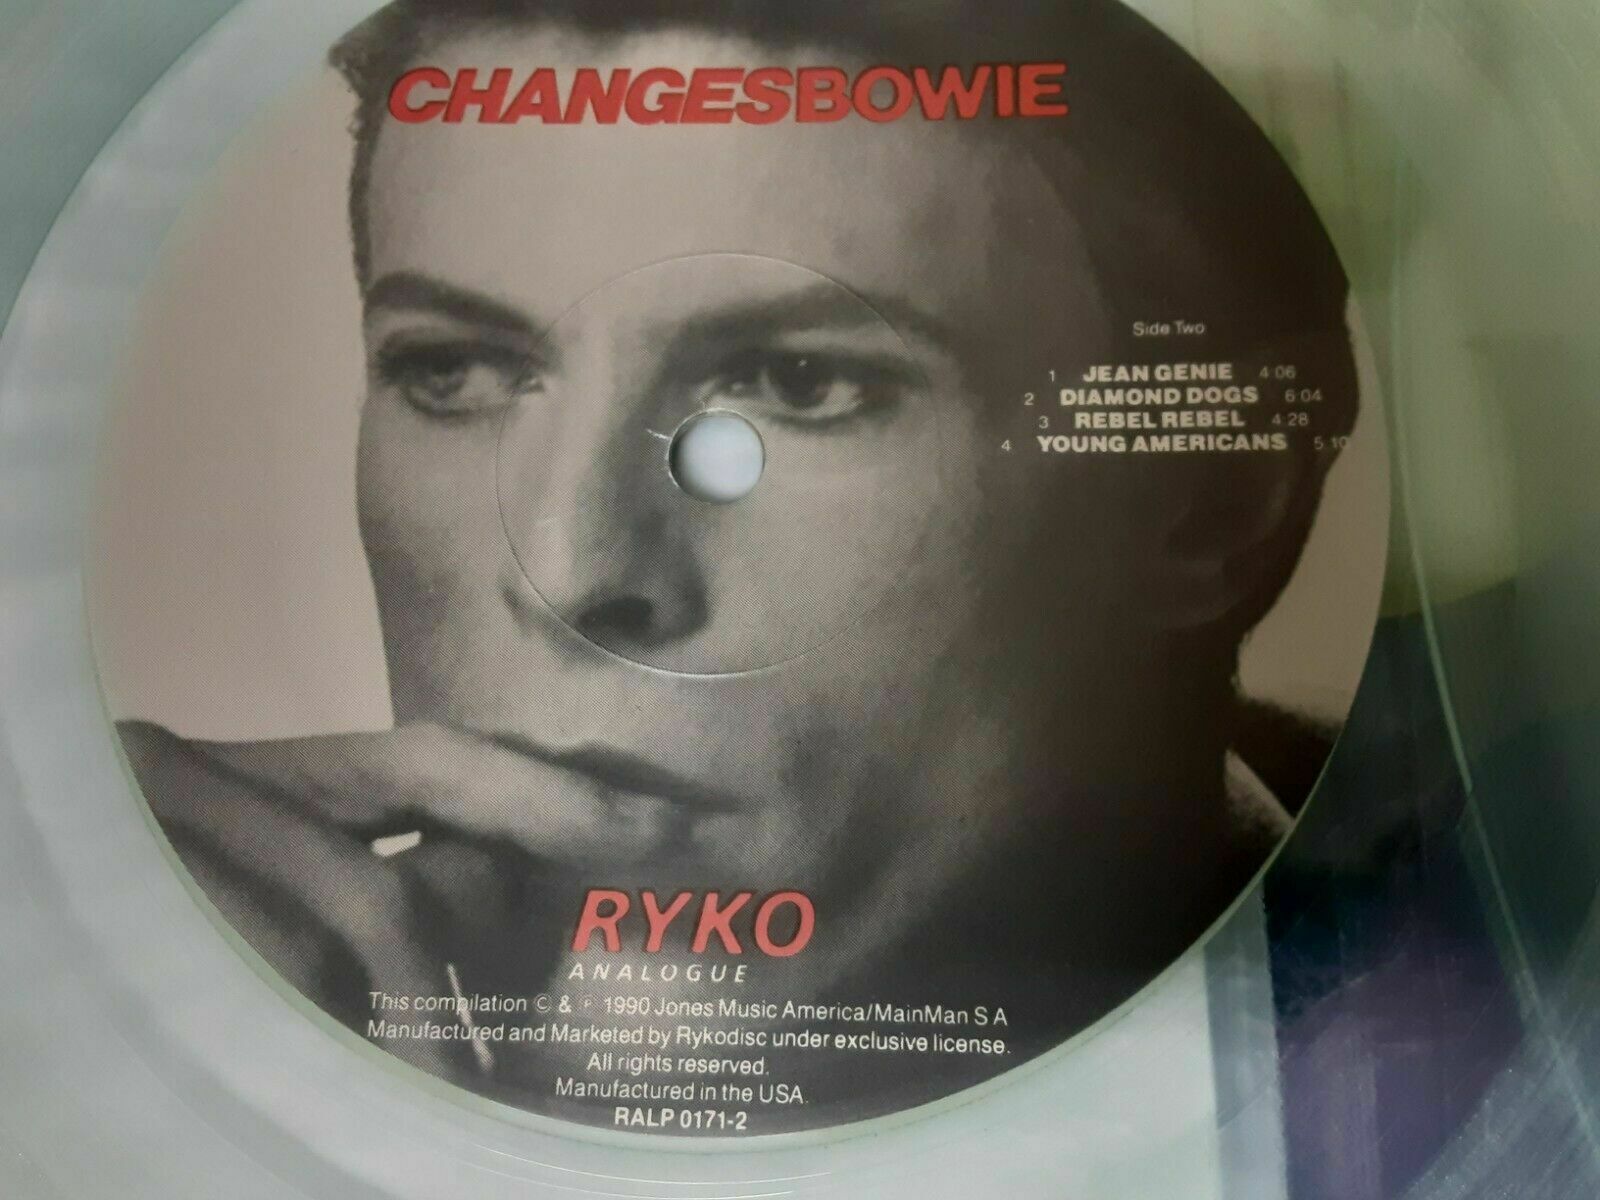 CHANGESBOWIE
Side Two
1 JEAN GENIE 4:06
2 DIAMOND DOGS 6:04
3 REBEL REBEL 4:28
4 YOUNG AMERICANS 5:10
RYKO
ANALOGUE
This compilation © & ℗ 1990 Jones Music America/MainMan S A
Manufactured and Marketed by Rykodisc under exclusive license.
All rights reserved.
Manufactured in the USA.
RALP 0171-2